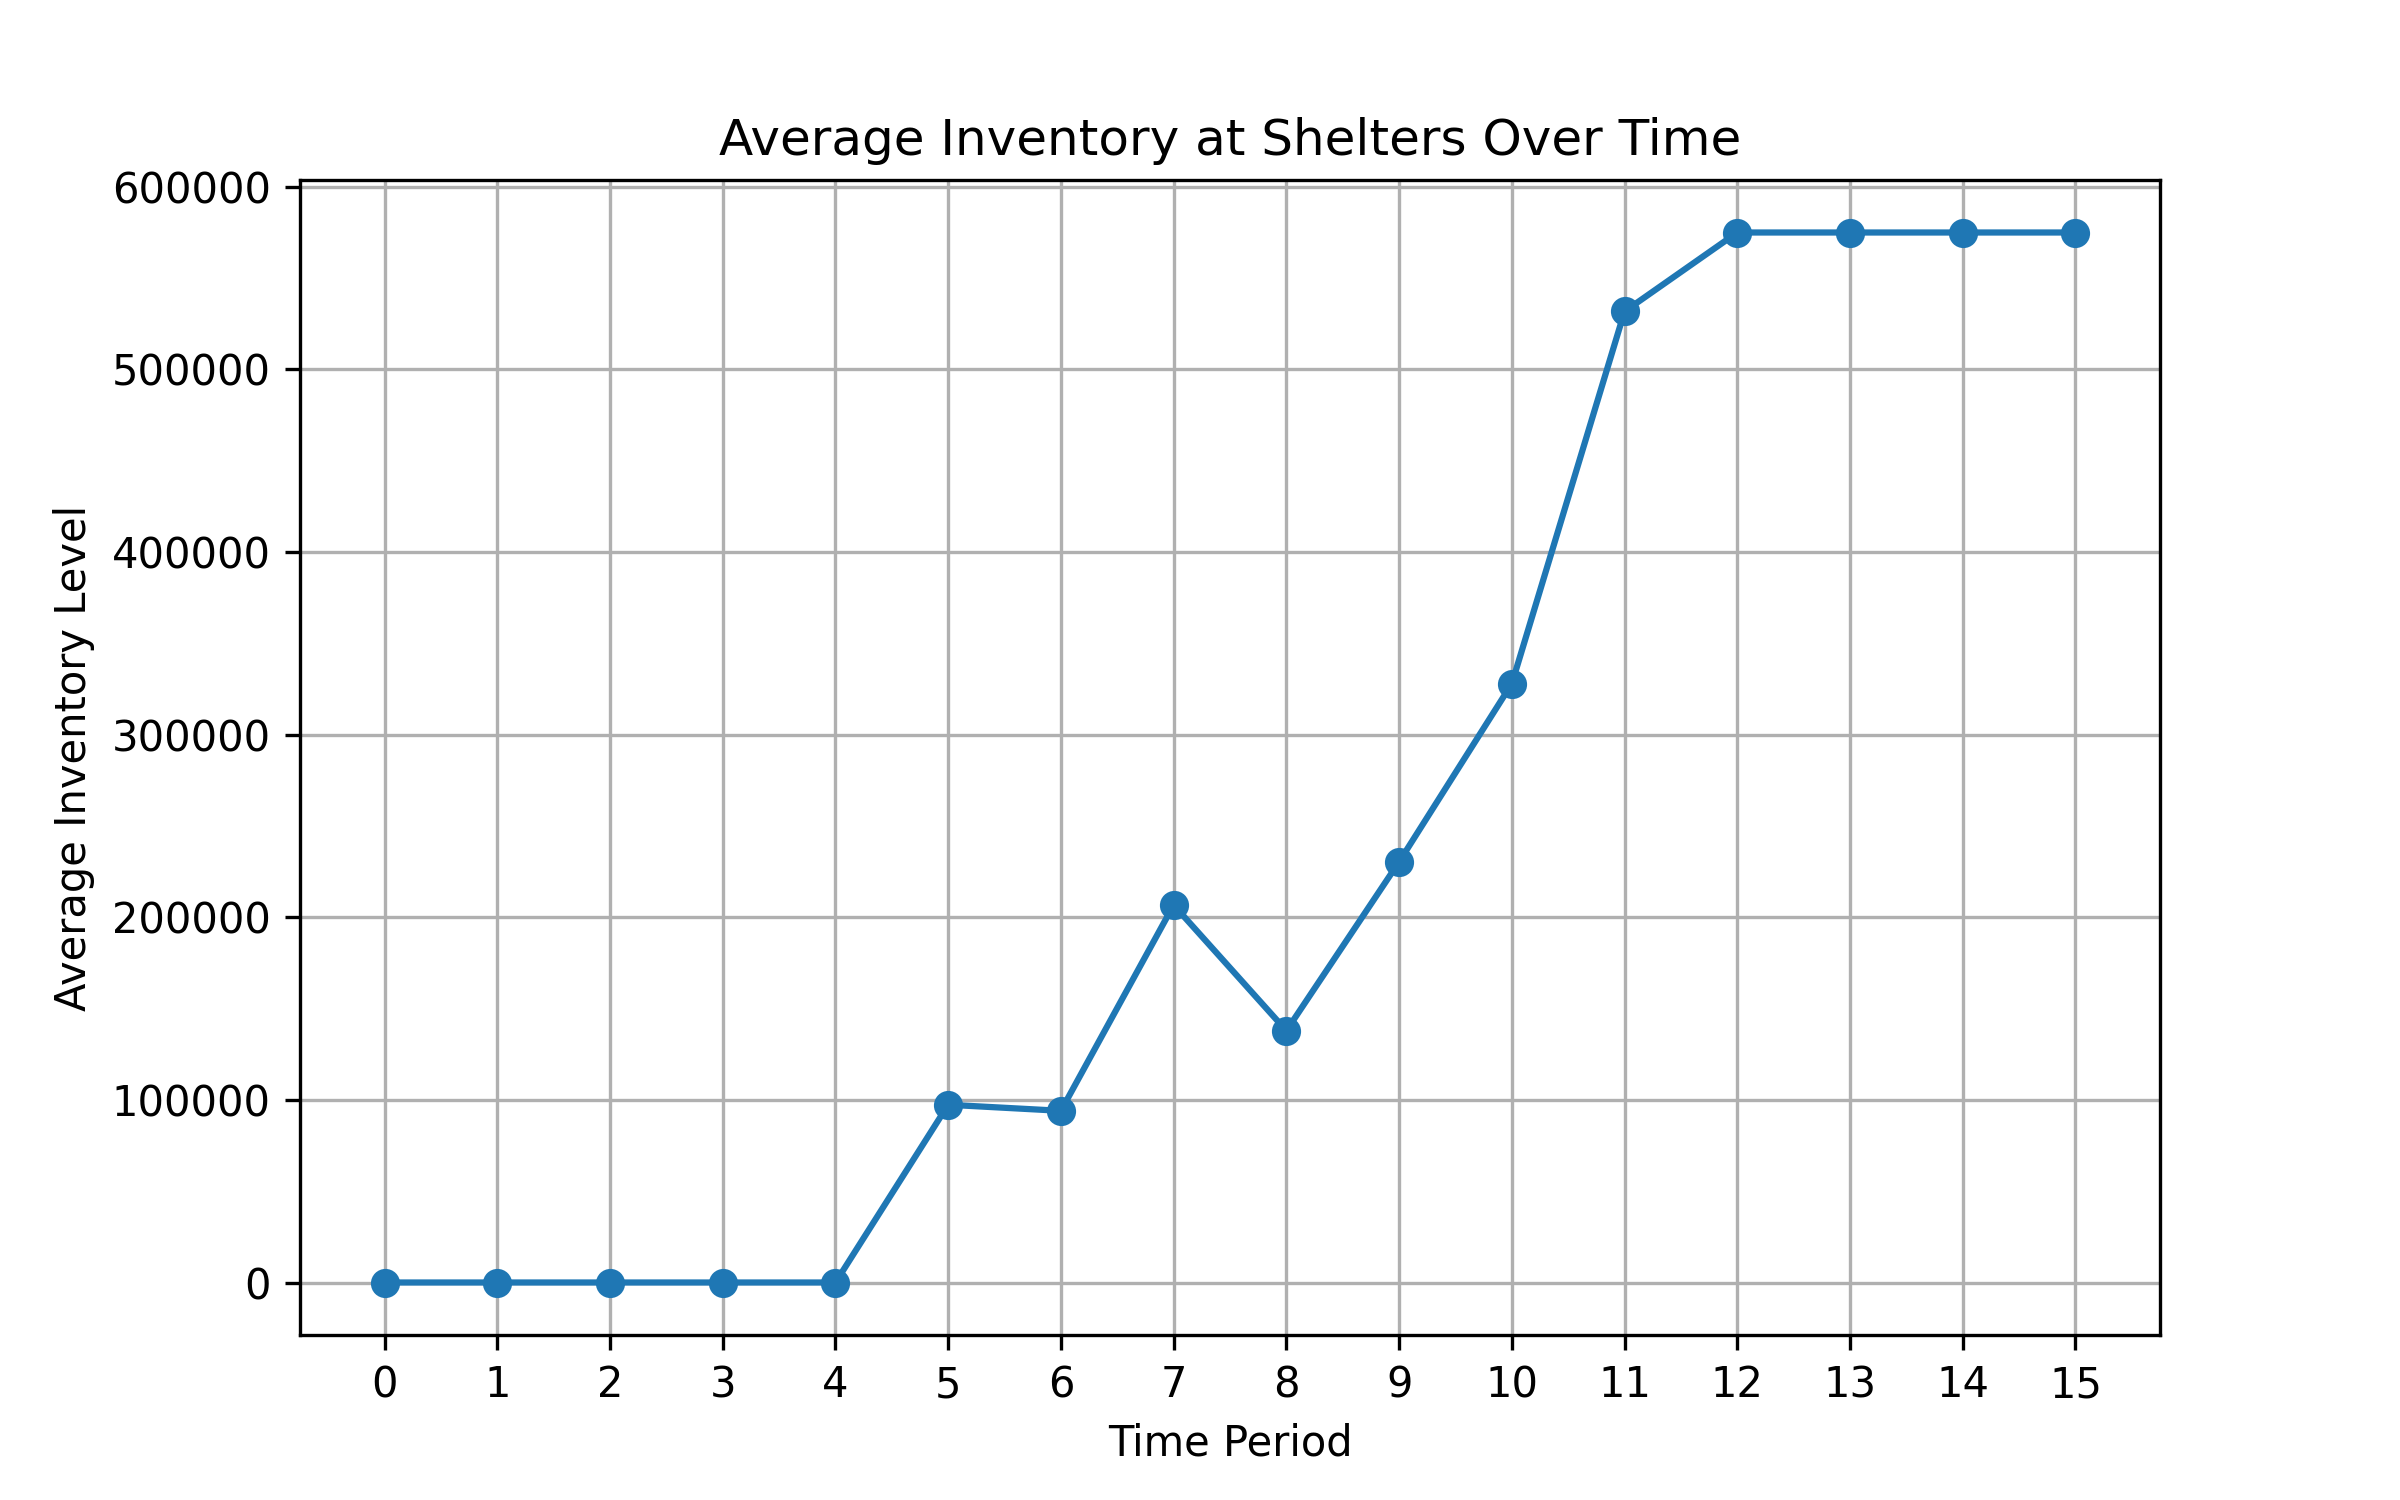 Average Inventory at Shelters Over Time
Average Inventory Level
600000
500000
400000
300000
200000
100000
0
0 1 2 3 4 5 6 7 8 9 10 11 12 13 14 15
Time Period